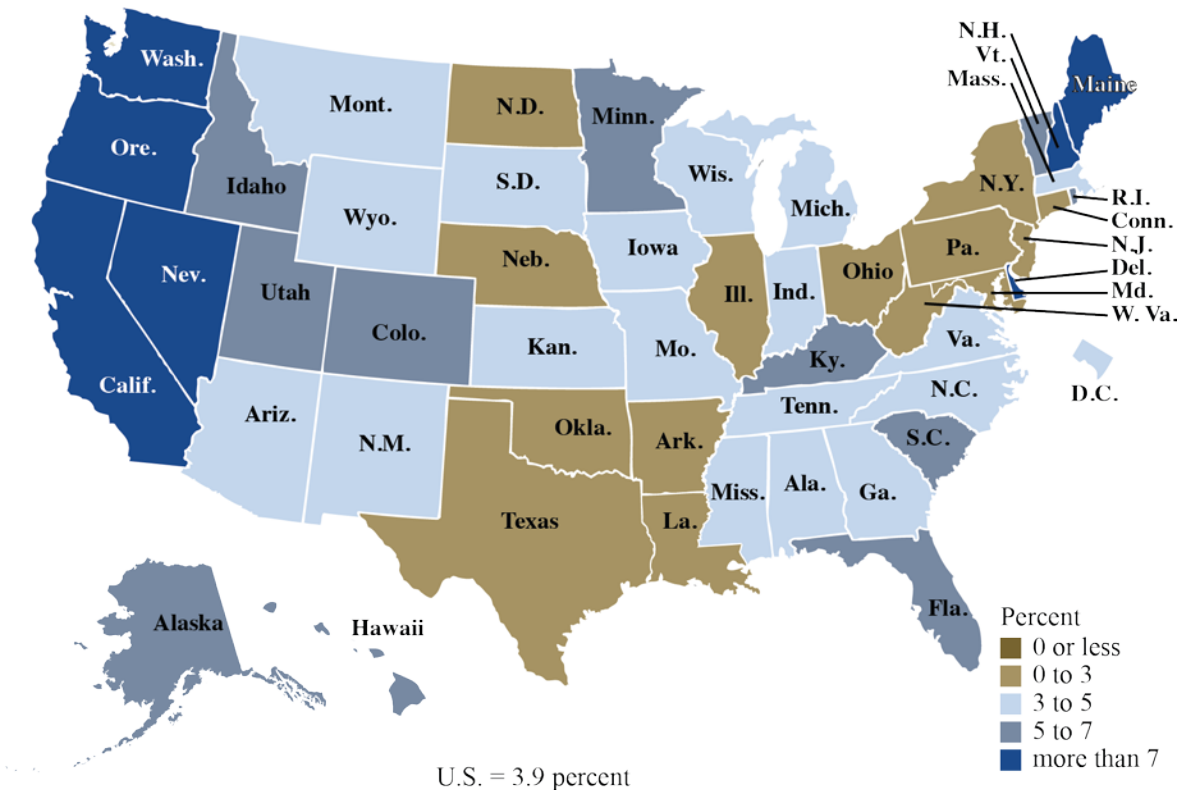 Wash.
Mont.
N.D.
Minn.
N.H.
Vt.
Mass.
Maine
Ore.
Idaho
S.D.
Wis.
Wyo.
Mich.
N.Y.
R.I.
Conn.
N.J.
Del.
Md.
W. Va.
Nev.
Utah
Neb.
Iowa
Ill.
Ind.
Ohio
Pa.
Colo.
Kan.
Mo.
Ky.
Va.
Calif.
D.C.
Ariz.
N.M.
Okla.
Ark.
Tenn.
N.C.
S.C.
Texas
La.
Miss.
Ala.
Ga.
Fla.
Alaska
Hawaii
Percent
0 or less
0 to 3
3 to 5
5 to 7
more than 7
U.S. = 3.9 percent